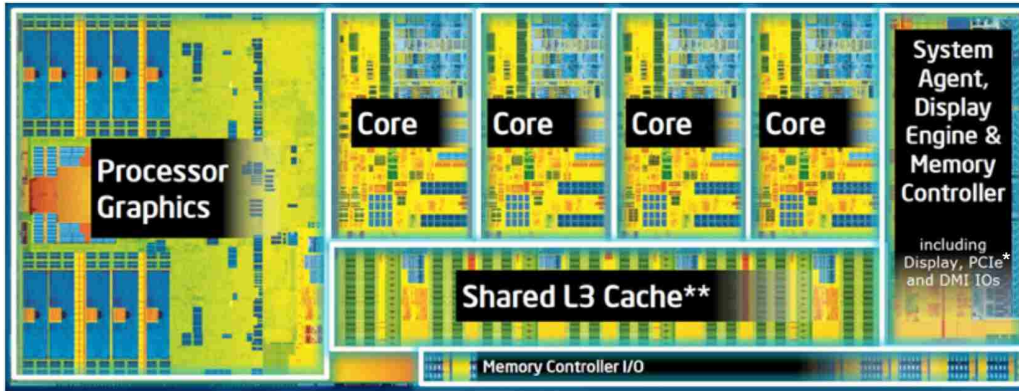 Processor
Graphics
Core
Core
Core
Core
System
Agent,
Display
Engine &
Memory
Controller
including
Display, PCIe*
and DMI IOs
Shared L3 Cache**
Memory Controller I/O